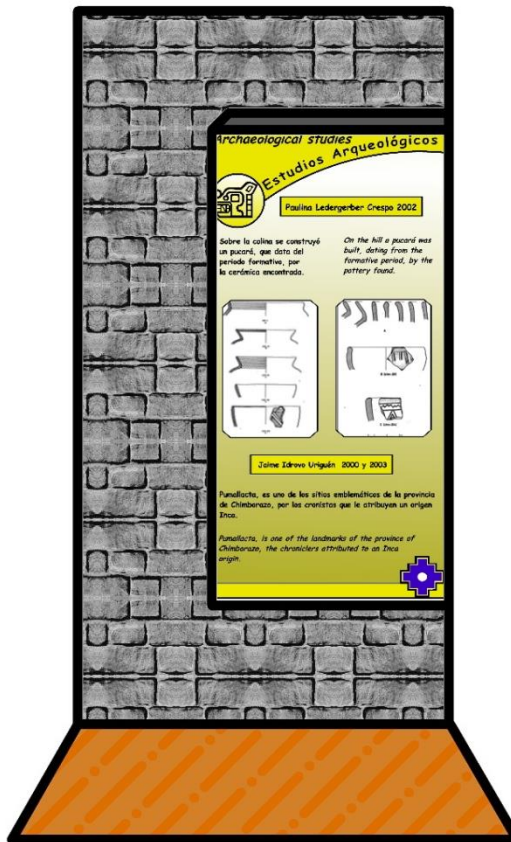 Archaeological studies
Estudios Arqueológicos
Paulina Ledergerber Crespo 2002
Sobre la colina se construyó
un pucará, que data del
periodo formativo, por
la cerámica encontrada.
On the hill a pucará was
built, dating from the
formative period, by the
pottery found.
Jaime Idrovo Uriguén 2000 y 2003
Pumallacta, es uno de los sitios emblemáticos de la provincia
de Chimborazo, por los cronistas que le atribuyen un origen
Inca.
Pumallacta, is one of the landmarks of the province of
Chimborazo, the chroniclers attributed to an Inca
origin.